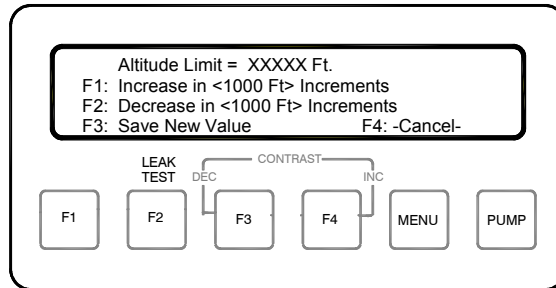 Altitude Limit = XXXXX Ft.
F1: Increase in <1000 Ft> Increments
F2: Decrease in <1000 Ft> Increments
F3: Save New Value F4: -Cancel-
LEAK
TEST
DEC CONTRAST INC
F1 F2 F3 F4 MENU PUMP